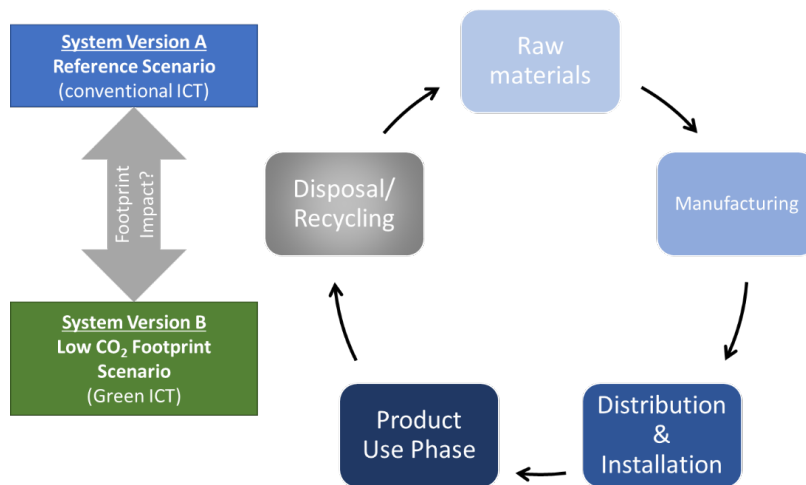 System Version A
Reference Scenario
(conventional ICT)
Footprint
Impact?
System Version B
Low CO₂ Footprint
Scenario
(Green ICT)
Raw
materials
Manufacturing
Distribution
&
Installation
Product
Use Phase
Disposal/
Recycling